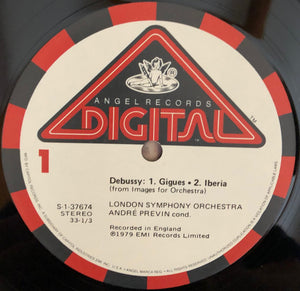 ANGEL RECORDS
DIGITAL
TM
1
Debussy: 1. Gigues • 2. Iberia
(from Images for Orchestra)
S-1-37674
STEREO
33-1/3
LONDON SYMPHONY ORCHESTRA
ANDRÉ PREVIN cond.
Recorded in England
℗1979 EMI Records Limited